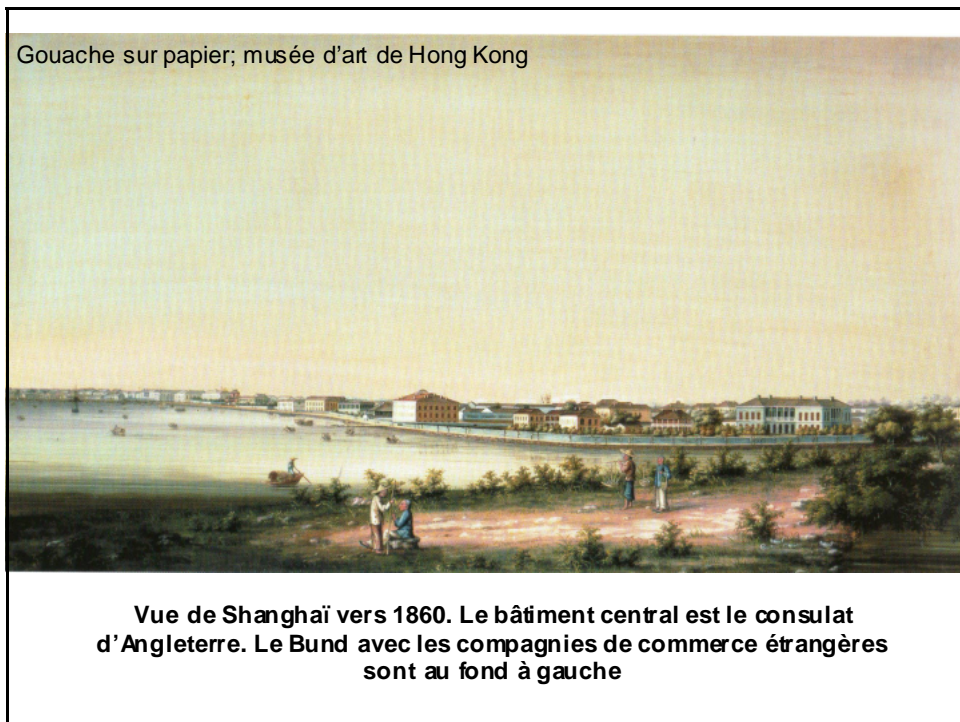 Gouache sur papier; musée d'art de Hong Kong
Vue de Shanghaï vers 1860. Le bâtiment central est le consulat
d'Angleterre. Le Bund avec les compagnies de commerce étrangères
sont au fond à gauche